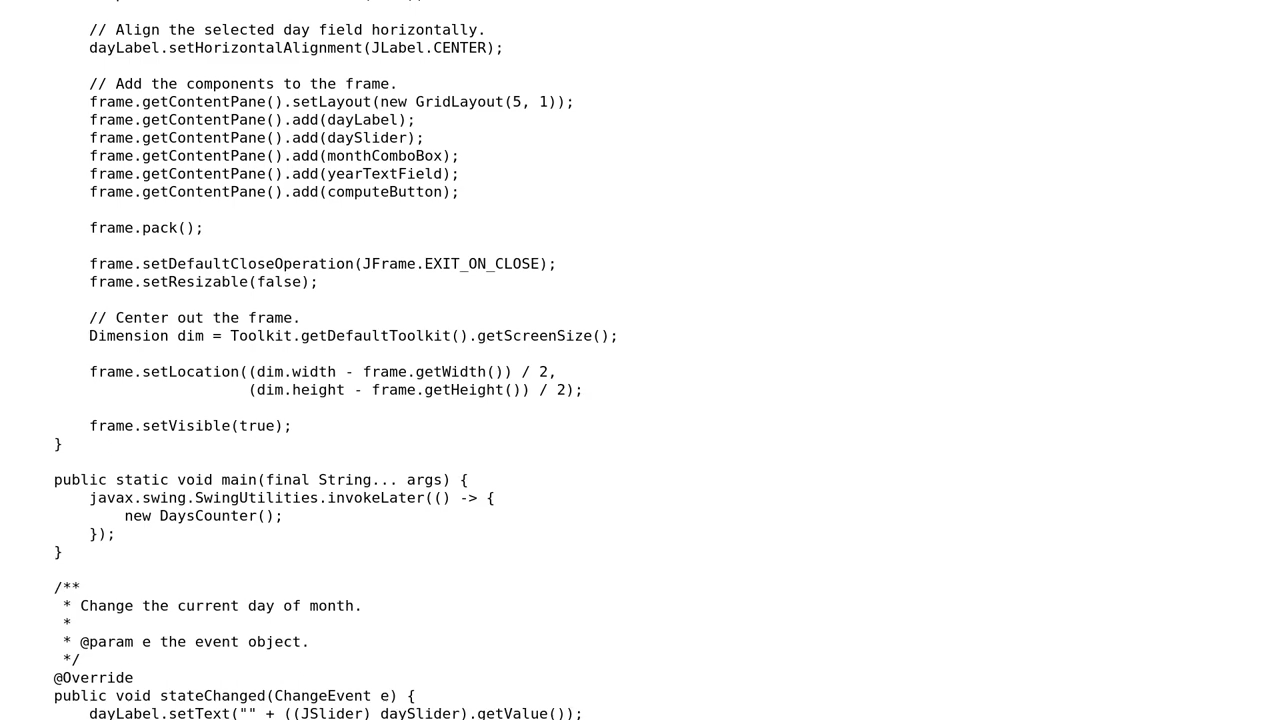 // Align the selected day field horizontally.
dayLabel.setHorizontalAlignment(JLabel.CENTER);
// Add the components to the frame.
frame.getContentPane().setLayout(new GridLayout(5, 1));
frame.getContentPane().add(dayLabel);
frame.getContentPane().add(daySlider);
frame.getContentPane().add(monthComboBox);
frame.getContentPane().add(yearTextField);
frame.getContentPane().add(computeButton);
frame.pack();
frame.setDefaultCloseOperation(JFrame.EXIT_ON_CLOSE);
frame.setResizable(false);
// Center out the frame.
Dimension dim = Toolkit.getDefaultToolkit().getScreenSize();
frame.setLocation((dim.width - frame.getWidth()) / 2,
(dim.height - frame.getHeight()) / 2);
frame.setVisible(true);
}
public static void main(final String... args) {
javax.swing.SwingUtilities.invokeLater(() -> {
new DaysCounter();
});
}
/**
* Change the current day of month.
*
* @param e the event object.
*/
@Override
public void stateChanged(ChangeEvent e) {
dayLabel.setText("" + ((JSlider) daySlider).getValue());